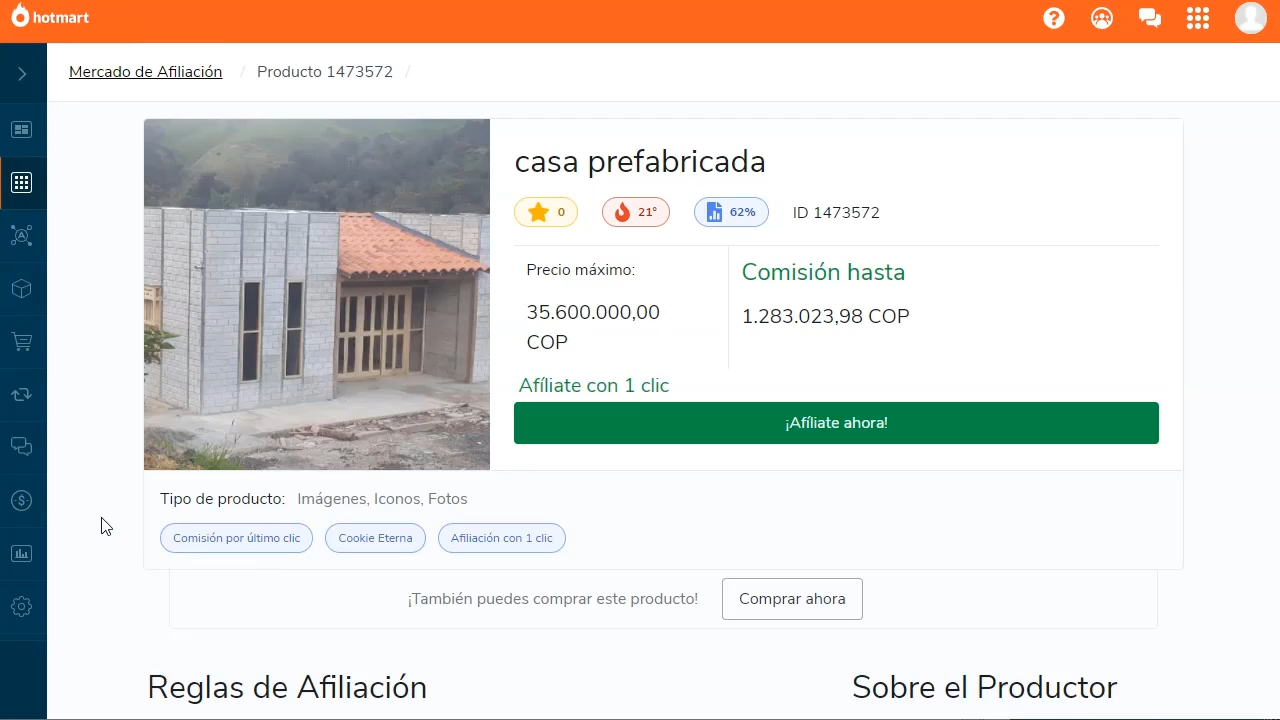 hotmart
Mercado de Afiliación / Producto 1473572 /
casa prefabricada
0 21° 62% ID 1473572
Precio máximo:
35.600.000,00
COP
Comisión hasta
1.283.023,98 COP
Afíliate con 1 clic
¡Afíliate ahora!
Tipo de producto: Imágenes, Iconos, Fotos
Comisión por último clic Cookie Eterna Afiliación con 1 clic
¡También puedes comprar este producto! Comprar ahora
Reglas de Afiliación Sobre el Productor